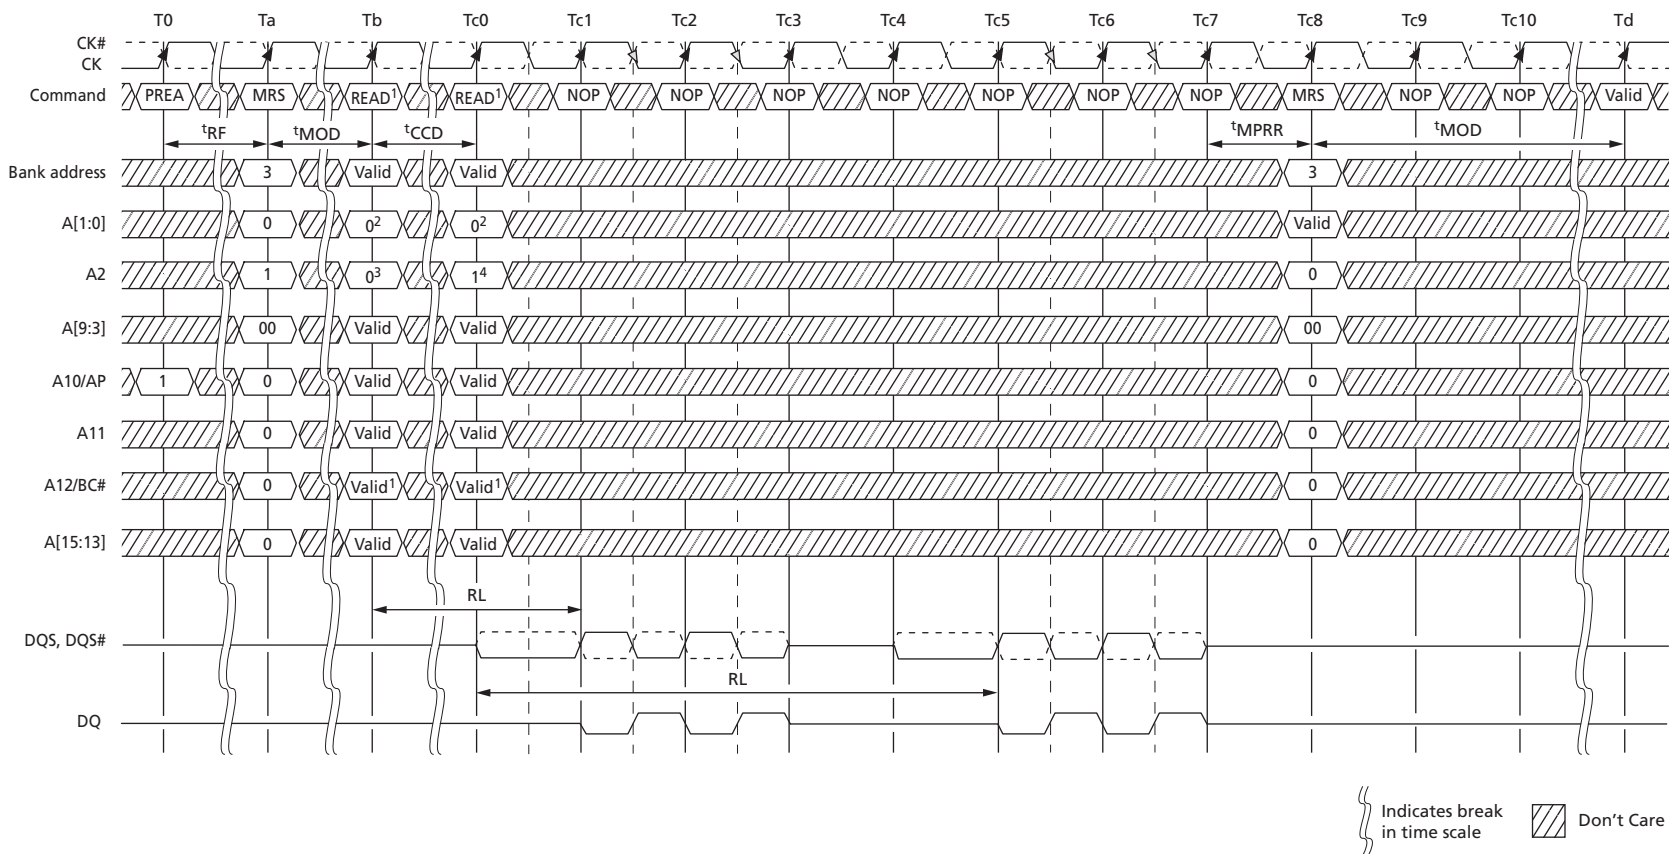 T0 Ta Tb Tc0 Tc1 Tc2 Tc3 Tc4 Tc5 Tc6 Tc7 Tc8 Tc9 Tc10 Td
CK#
CK
Command PREA MRS READ1 READ1 NOP NOP NOP NOP NOP NOP NOP MRS NOP NOP Valid
tRF tMOD tCCD tMPRR tMOD
Bank address 3 Valid Valid 3
A[1:0] 0 02 02 Valid
A2 1 03 14 0
A[9:3] 00 Valid Valid 00
A10/AP 1 0 Valid Valid 0
A11 0 Valid Valid 0
A12/BC# 0 Valid1 Valid1 0
A[15:13] 0 Valid Valid 0
RL
DQS, DQS#
RL
DQ
Indicates break
in time scale
Don't Care